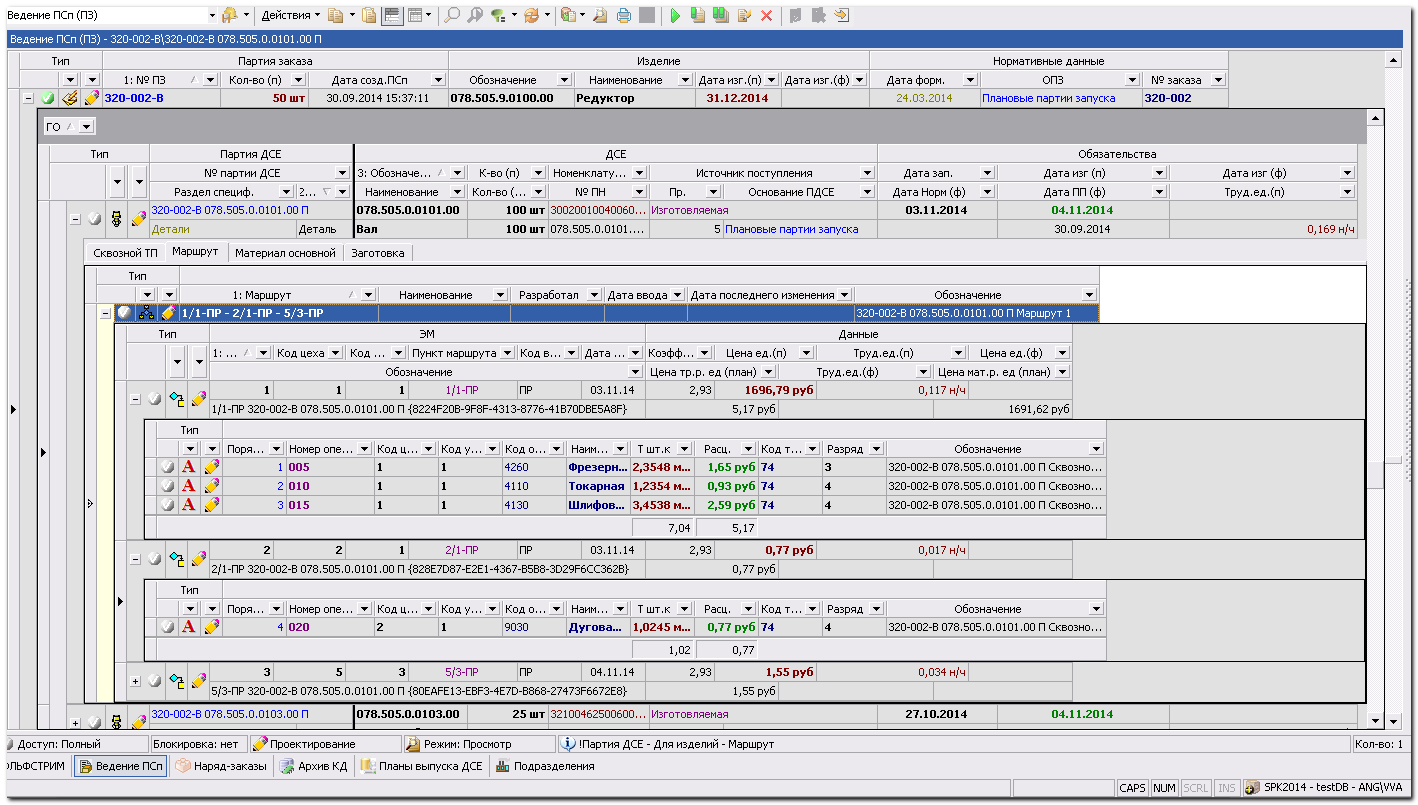 Ведение ПСп (ПЗ) Действия
Ведение ПСп (ПЗ) - 320-002-В\320-002-В 078.505.0.0101.00 П
Тип Партия заказа Изделие Нормативные данные
1: № ПЗ Кол-во (п) Дата созд.ПСп Обозначение Наименование Дата изг.(п) Дата изг.(ф) Дата форм. ОПЗ № заказа
320-002-В 50 шт 30.09.2014 15:37:11 078.505.9.0100.00 Редуктор 31.12.2014 24.03.2014 Плановые партии запуска 320-002
ГО
Тип Партия ДСЕ ДСЕ Обязательства
№ партии ДСЕ 3: Обозначе... К-во (п) Номенклату... Источник поступления Дата зап. Дата изг (п) Дата изг (ф)
Раздел специф. 2... Наименование Кол-во (... № ПН Пр. Основание ПДСЕ Дата Норм (ф) Дата ПП (ф) Труд.ед.(п)
320-002-В 078.505.0.0101.00 П 078.505.0.0101.00 100 шт 30020010040060... Изготовляемая 03.11.2014 04.11.2014
Детали Деталь Вал 100 шт 078.505.0.0101.... 5 Плановые партии запуска 30.09.2014 0,169 н/ч
Сквозной ТП Маршрут Материал основной Заготовка
Тип
1: Маршрут Наименование Разработал Дата ввода Дата последнего изменения Обозначение
1/1-ПР - 2/1-ПР - 5/3-ПР 320-002-В 078.505.0.0101.00 П Маршрут 1
Тип ЭМ Данные
1: ... Код цеха Код ... Пункт маршрута Код в... Дата ... Коэфф... Цена ед.(п) Труд.ед.(п) Цена ед.(ф)
Обозначение Цена тр.р. ед (план) Труд.ед.(ф) Цена мат.р. ед (план)
1 1 1 1/1-ПР ПР 03.11.14 2,93 1696,79 руб 0,117 н/ч
1/1-ПР 320-002-В 078.505.0.0101.00 П {8224F20B-9F8F-4313-8776-41B70DBE5A8F} 5,17 руб 1691,62 руб
Тип
Поря... Номер опе... Код ц... Код у... Код о... Наим... Т шт.к Расц. Код т... Разряд Обозначение
А 1 005 1 1 4260 Фрезерн... 2,3548 м... 1,65 руб 74 3 320-002-В 078.505.0.0101.00 П Сквозно...
А 2 010 1 1 4110 Токарная 1,2354 м... 0,93 руб 74 4 320-002-В 078.505.0.0101.00 П Сквозно...
А 3 015 1 1 4130 Шлифов... 3,4538 м... 2,59 руб 74 4 320-002-В 078.505.0.0101.00 П Сквозно...
7,04 5,17
2 2 1 2/1-ПР ПР 03.11.14 2,93 0,77 руб 0,017 н/ч
2/1-ПР 320-002-В 078.505.0.0101.00 П {828E7D87-E2E1-4367-B5B8-3D29F6CC362B} 0,77 руб
Тип
Поря... Номер опе... Код ц... Код у... Код о... Наим... Т шт.к Расц. Код т... Разряд Обозначение
А 4 020 2 1 9030 Дугова... 1,0245 м... 0,77 руб 74 4 320-002-В 078.505.0.0101.00 П Сквозно...
1,02 0,77
3 5 3 5/3-ПР ПР 04.11.14 2,93 1,55 руб 0,034 н/ч
5/3-ПР 320-002-В 078.505.0.0101.00 П {80EAFE13-EBF3-4E7D-B868-27473F6672E8} 1,55 руб
320-002-В 078.505.0.0103.00 П 078.505.0.0103.00 25 шт 32100462500600... Изготовляемая 27.10.2014 04.11.2014
Доступ: Полный Блокировка: нет Проектирование Режим: Просмотр !Партия ДСЕ - Для изделий - Маршрут Кол-во: 1
ОЛЬФСТРИМ Ведение ПСп Наряд-заказы Архив КД Планы выпуска ДСЕ Подразделения
CAPS NUM SCRL INS SPK2014 - testDB - ANG\VVA